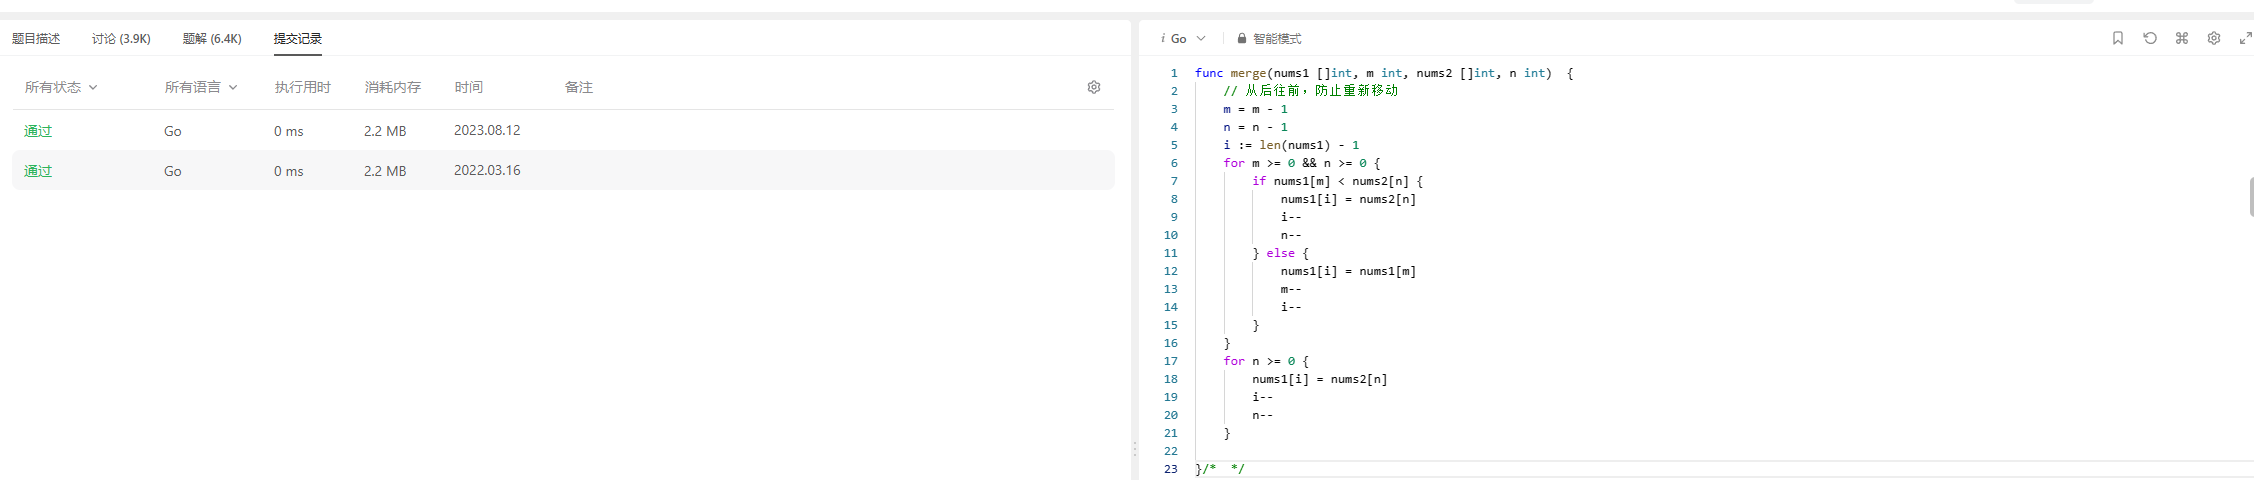 题目描述 讨论 (3.9K) 题解 (6.4K) 提交记录
所有状态 所有语言 执行用时 消耗内存 时间 备注
通过 Go 0 ms 2.2 MB 2023.08.12
通过 Go 0 ms 2.2 MB 2022.03.16
i Go 智能模式
1 func merge(nums1 []int, m int, nums2 []int, n int)  {
2     // 从后往前，防止重新移动
3     m = m - 1
4     n = n - 1
5     i := len(nums1) - 1
6     for m >= 0 && n >= 0 {
7         if nums1[m] < nums2[n] {
8             nums1[i] = nums2[n]
9             i--
10             n--
11         } else {
12             nums1[i] = nums1[m]
13             m--
14             i--
15         }
16     }
17     for n >= 0 {
18         nums1[i] = nums2[n]
19         i--
20         n--
21     }
22
23 }/*  */